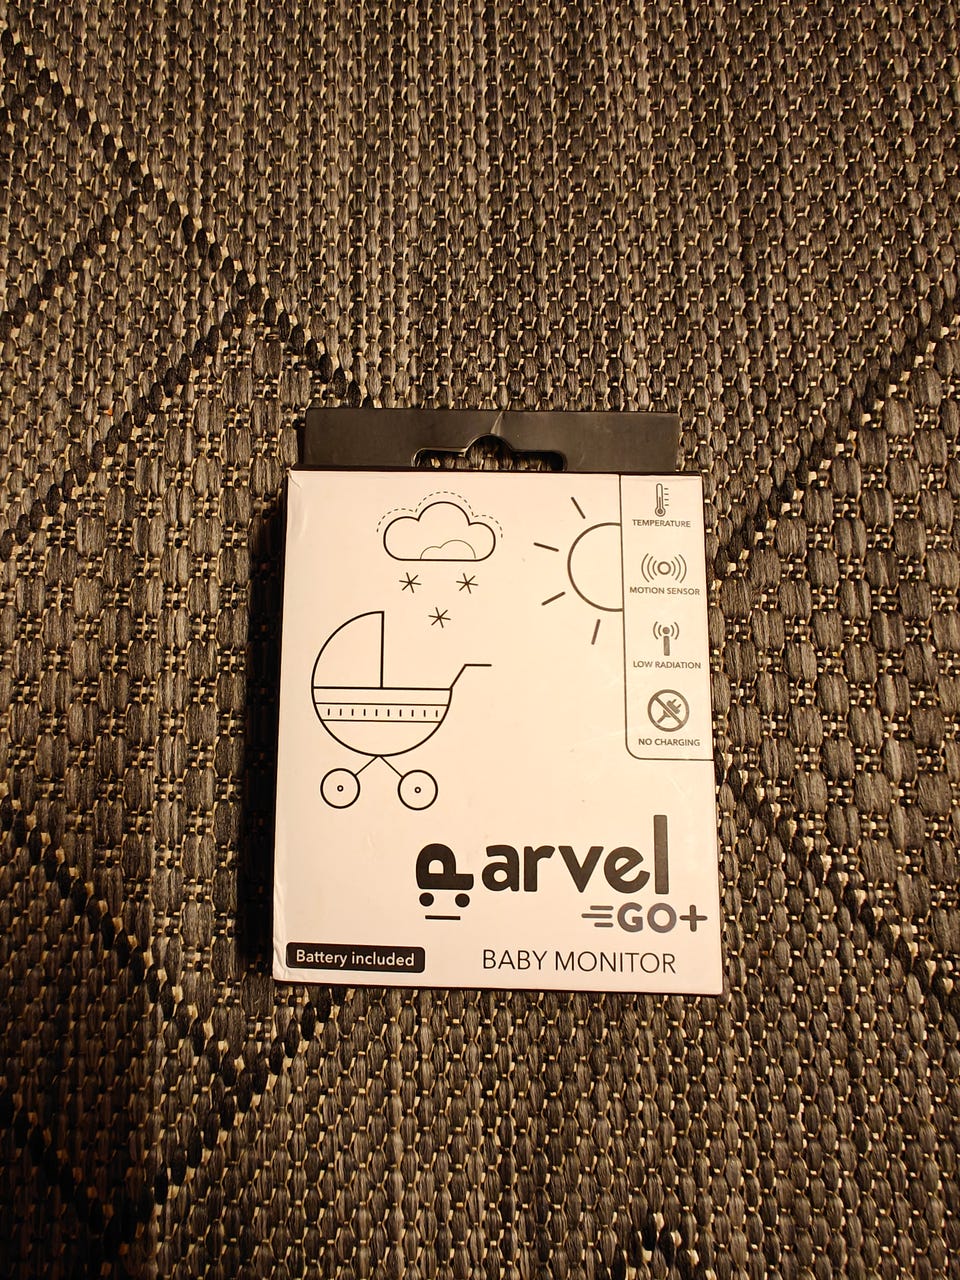 TEMPERATURE
MOTION SENSOR
LOW RADIATION
NO CHARGING
Parvel
GO+
Battery included
BABY MONITOR